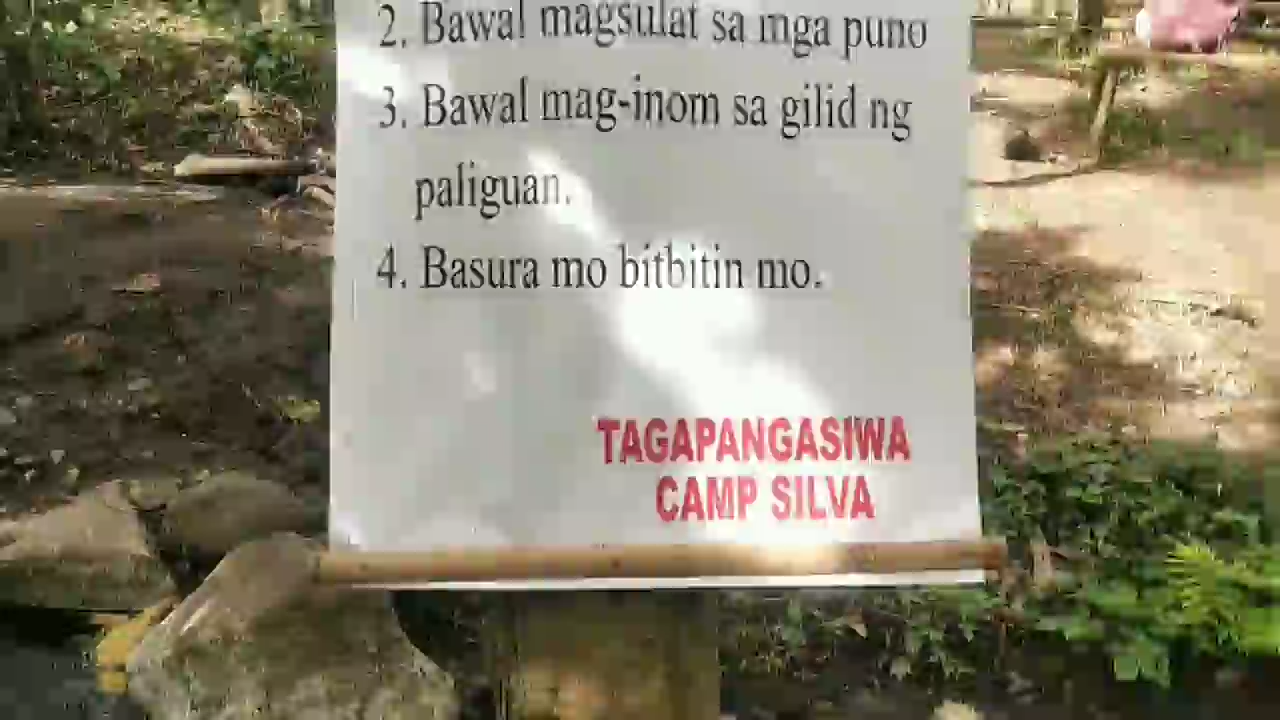 2. Bawal magsulat sa mga puno
3. Bawal mag-inom sa gilid ng
paliguan.
4. Basura mo bitbitin mo.
TAGAPANGASIWA
CAMP SILVA